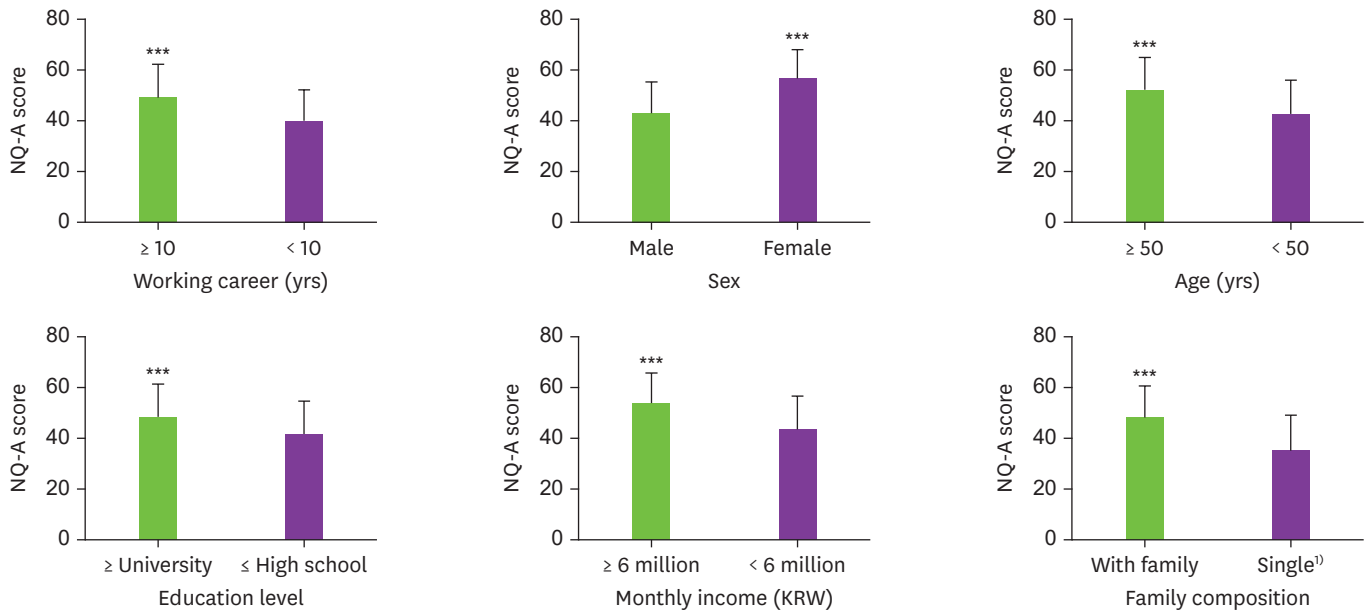 80
60
40
20
0
NQ-A score
***
≥ 10
< 10
Working career (yrs)
80
60
40
20
0
NQ-A score
***
Male
Female
Sex
80
60
40
20
0
NQ-A score
***
≥ 50
< 50
Age (yrs)
80
60
40
20
0
NQ-A score
***
≥ University
≤ High school
Education level
80
60
40
20
0
NQ-A score
***
≥ 6 million
< 6 million
Monthly income (KRW)
80
60
40
20
0
NQ-A score
***
With family
Single¹⁾
Family composition